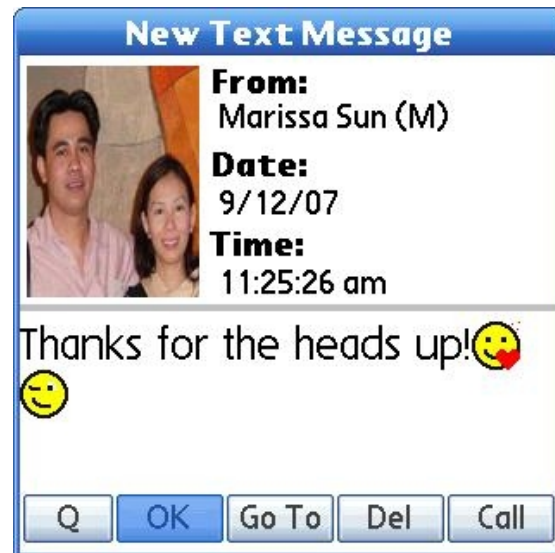 New Text Message
From:
Marissa Sun (M)
Date:
9/12/07
Time:
11:25:26 am
Thanks for the heads up!
Q OK Go To Del Call